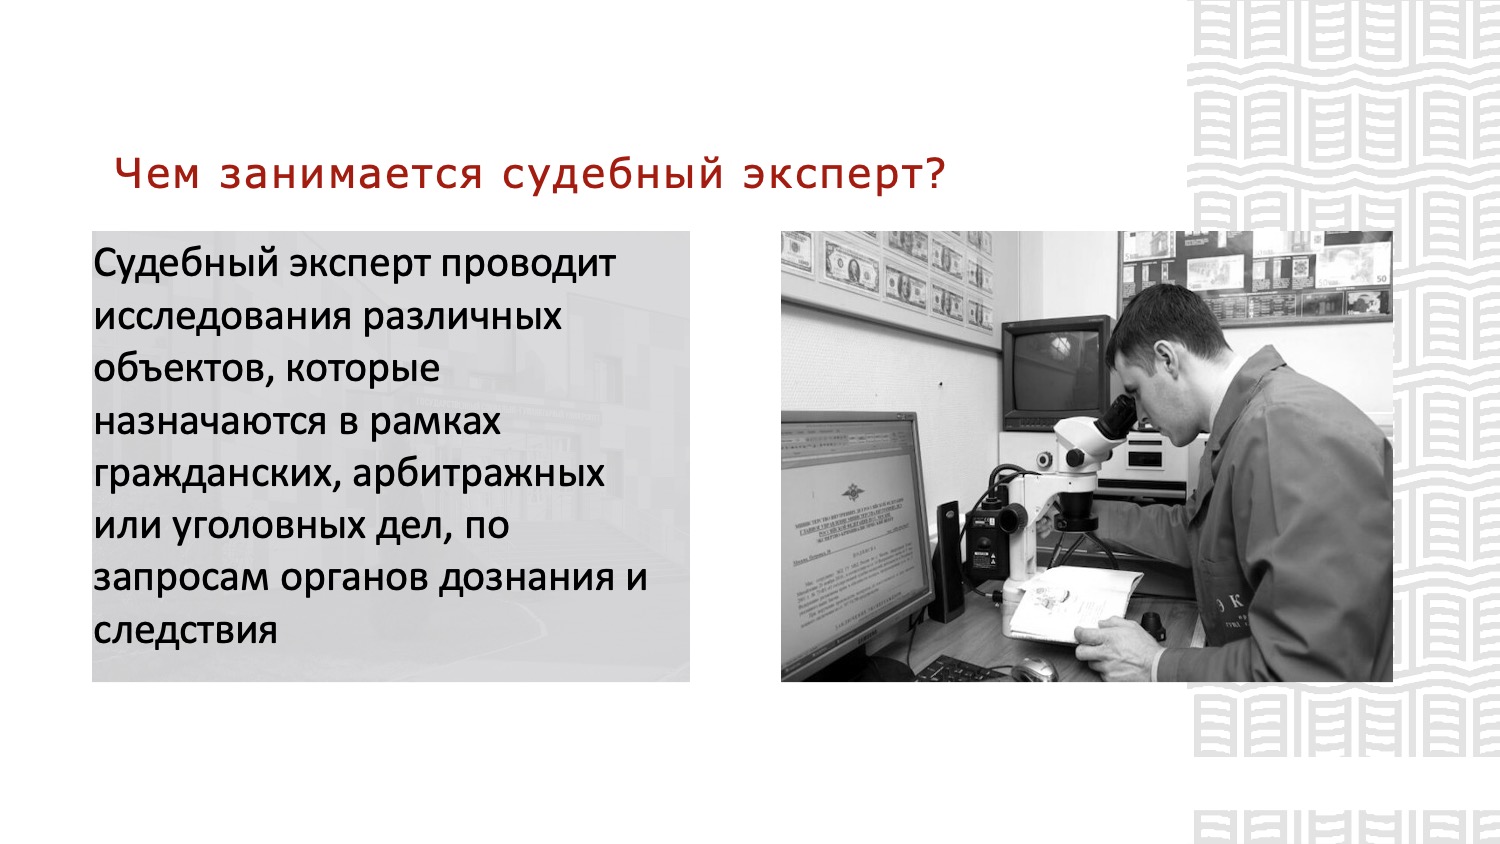 Чем занимается судебный эксперт?
Судебный эксперт проводит
исследования различных
объектов, которые
назначаются в рамках
гражданских, арбитражных
или уголовных дел, по
запросам органов дознания и
следствия